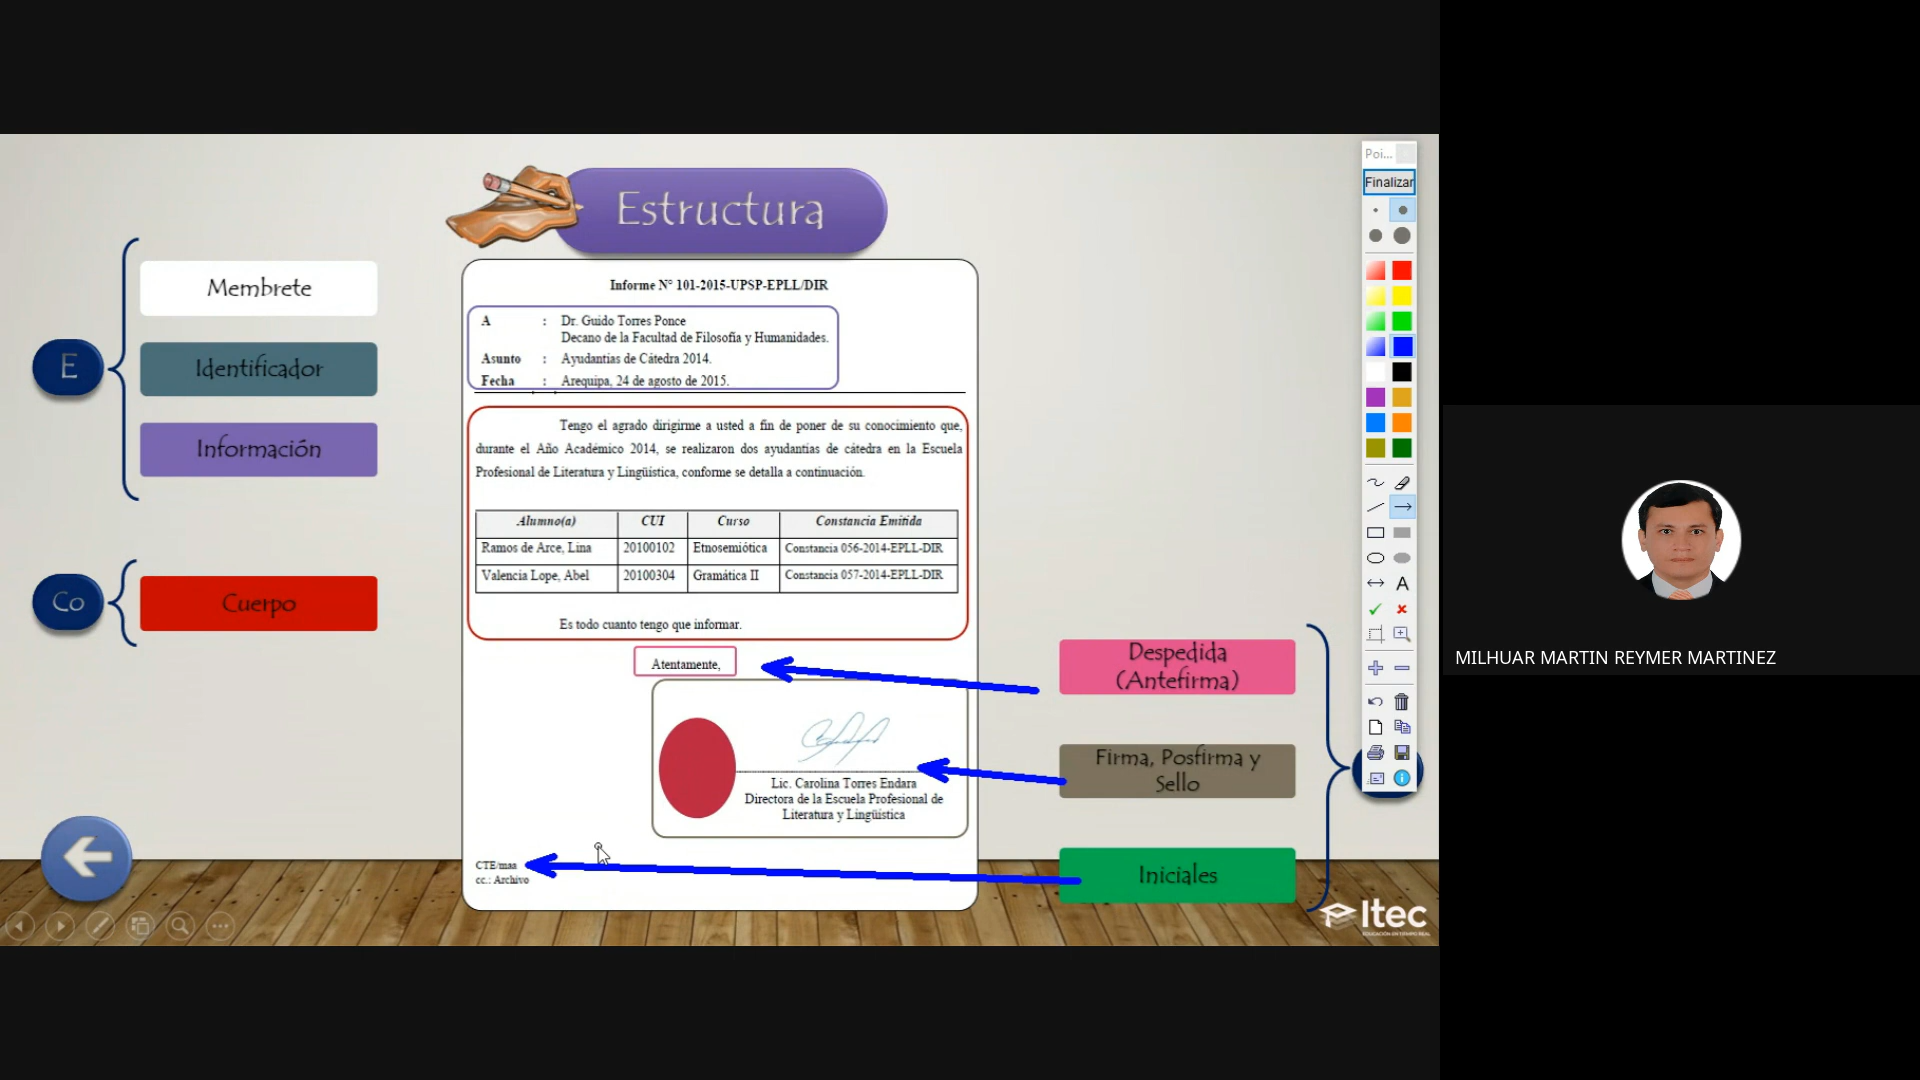 Estructura
Membrete
E
Identificador
Información
Co
Cuerpo
Informe N° 101-2015-UPSP-EPLL/DIR
A : Dr. Guido Torres Ponce
Decano de la Facultad de Filosofía y Humanidades.
Asunto : Ayudantías de Cátedra 2014.
Fecha : Arequipa, 24 de agosto de 2015.
Tengo el agrado dirigirme a usted a fin de poner de su conocimiento que,
durante el Año Académico 2014, se realizaron dos ayudantías de cátedra en la Escuela
Profesional de Literatura y Lingüística, conforme se detalla a continuación.
Alumno(a) CUI Curso Constancia Emitida
Ramos de Arce, Lina 20100102 Etnosemiótica Constancia 056-2014-EPLL-DIR
Valencia Lope, Abel 20100304 Gramática II Constancia 057-2014-EPLL-DIR
Es todo cuanto tengo que informar.
Atentamente,
Lic. Carolina Torres Endara
Directora de la Escuela Profesional de
Literatura y Lingüística
CTE/maa
cc.: Archivo
Despedida
(Antefirma)
Firma, Posfirma y
Sello
Iniciales
Itec
EDUCACIÓN EN TIEMPO REAL
Poi...
Finalizar
A
MILHUAR MARTIN REYMER MARTINEZ